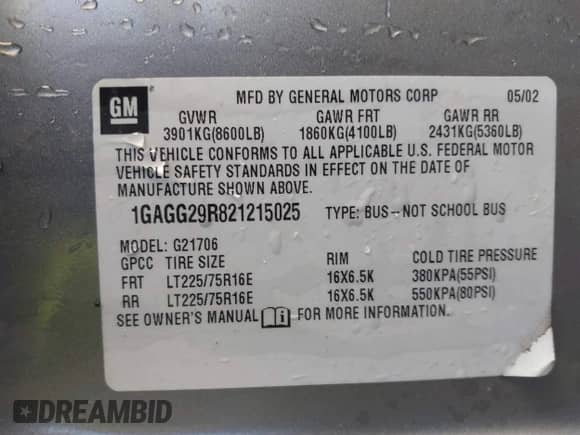 GM
MFD BY GENERAL MOTORS CORP 05/02
GVWR GAWR FRT GAWR RR
3901KG(8600LB) 1860KG(4100LB) 2431KG(5360LB)
THIS VEHICLE CONFORMS TO ALL APPLICABLE U.S. FEDERAL MOTOR
VEHICLE SAFETY STANDARDS IN EFFECT ON THE DATE OF
MANUFACTURE SHOWN ABOVE.
1GAGG29R821215025 TYPE: BUS – NOT SCHOOL BUS
MODEL: G21706
GPCC TIRE SIZE RIM COLD TIRE PRESSURE
FRT LT225/75R16E 16X6.5K 380KPA(55PSI)
RR LT225/75R16E 16X6.5K 550KPA(80PSI)
SEE OWNER'S MANUAL i FOR MORE INFORMATION.
DREAMBID